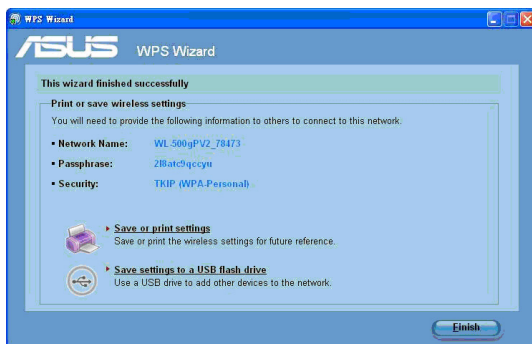 WPS Wizard
ASUS WPS Wizard
This wizard finished successfully
Print or save wireless settings
You will need to provide the following information to others to connect to this network.
▪ Network Name: WL-500gPV2_78473
▪ Passphrase: 2l8atc9qccyu
▪ Security: TKIP (WPA-Personal)
Save or print settings
Save or print the wireless settings for future reference.
Save settings to a USB flash drive
Use a USB drive to add other devices to the network.
Finish